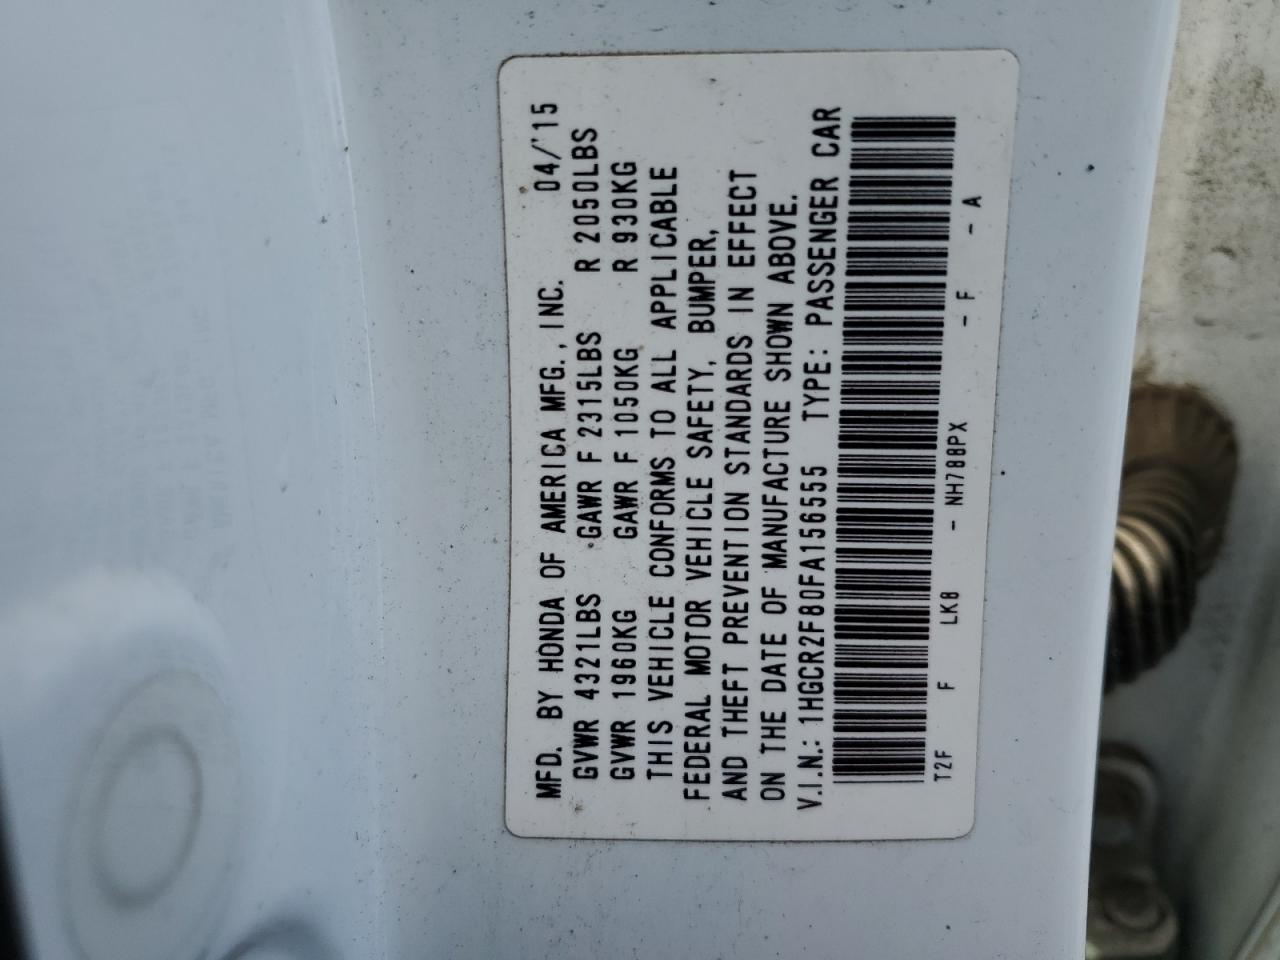 MFD. BY HONDA OF AMERICA MFG., INC. 04/'15
GVWR 4321LBS GAWR F 2315LBS R 2050LBS
GVWR 1960KG GAWR F 1050KG R 930KG
THIS VEHICLE CONFORMS TO ALL APPLICABLE
FEDERAL MOTOR VEHICLE SAFETY, BUMPER,
AND THEFT PREVENTION STANDARDS IN EFFECT
ON THE DATE OF MANUFACTURE SHOWN ABOVE.
V.I.N.: 1HGCR2F80FA156555 TYPE: PASSENGER CAR
T2F F LK8 - NH788PX - F - A